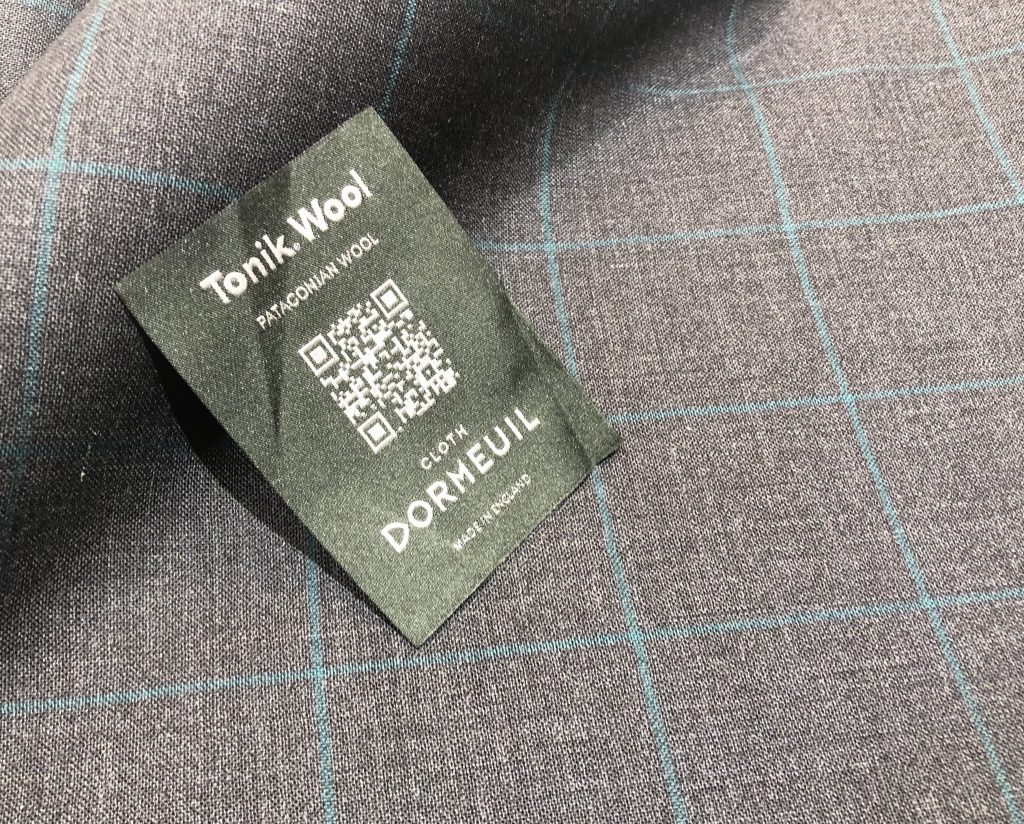 Tonik® Wool
PATAGONIAN WOOL
CLOTH
DORMEUIL
MADE IN ENGLAND